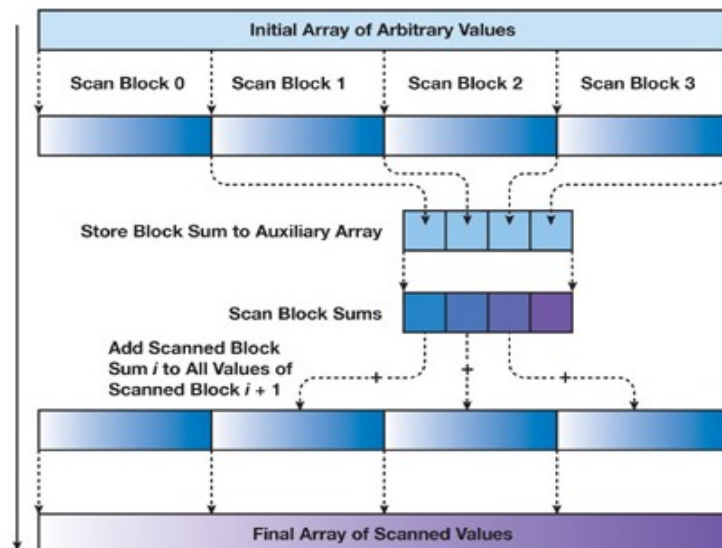 Initial Array of Arbitrary Values
Scan Block 0
Scan Block 1
Scan Block 2
Scan Block 3
Store Block Sum to Auxiliary Array
Scan Block Sums
Add Scanned Block
Sum i to All Values of
Scanned Block i + 1
+
+
+
Final Array of Scanned Values